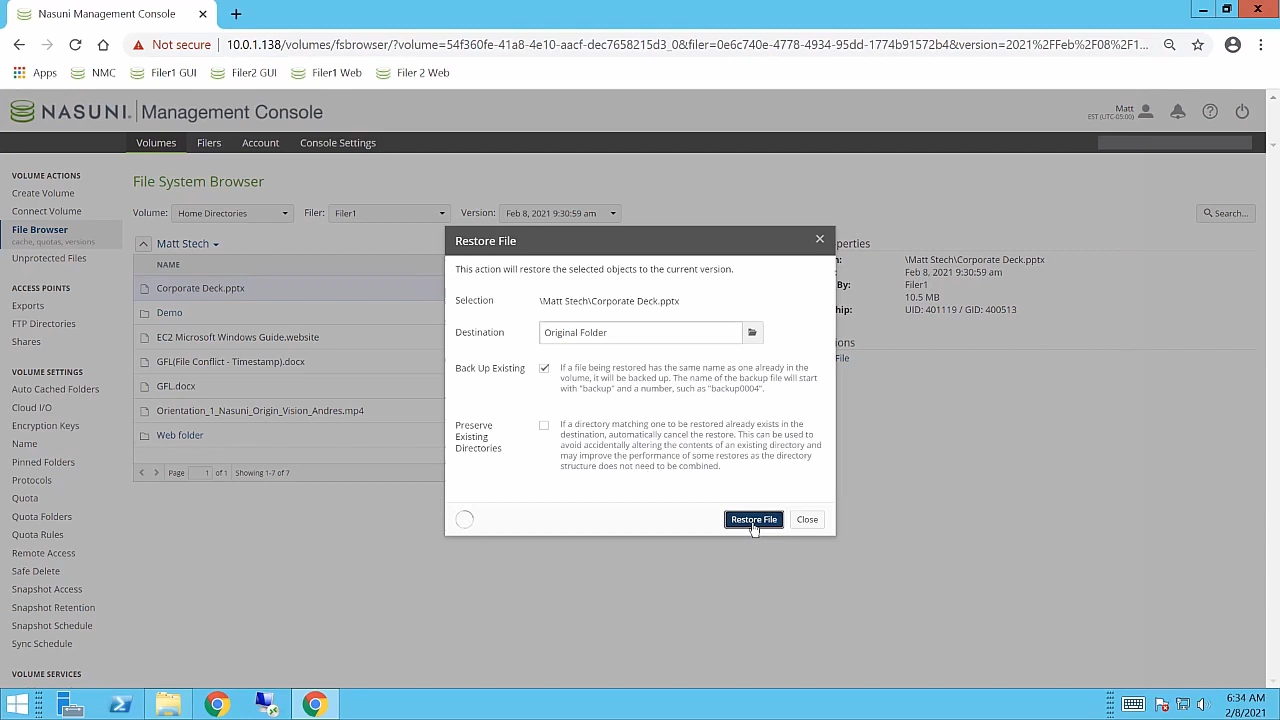 Nasuni Management Console
Not secure
10.0.1.138/volumes/fsbrowser/?volume=54f360fe-41a8-4e10-aacf-dec7658215d3_0&filer=0e6c740e-4778-4934-95dd-1774b91572b4&version=2021%2FFeb%2F08%2F1...
Apps NMC Filer1 GUI Filer2 GUI Filer1 Web Filer 2 Web
NASUNI Management Console
Matt
EST (UTC-05:00)
Volumes Filers Account Console Settings
VOLUME ACTIONS
Create Volume
Connect Volume
File Browser
cache, quotas, versions
Unprotected Files
ACCESS POINTS
Exports
FTP Directories
Shares
VOLUME SETTINGS
Auto Cached Folders
Cloud I/O
Encryption Keys
Name
Pinned Folders
Protocols
Quota
Quota Folders
Quota Rules
Remote Access
Safe Delete
Snapshot Access
Snapshot Retention
Snapshot Schedule
Sync Schedule
VOLUME SERVICES
File System Browser
Volume: Home Directories Filer: Filer1 Version: Feb 8, 2021 9:30:59 am Search...
Matt Stech
NAME
Corporate Deck.pptx
Demo
EC2 Microsoft Windows Guide.website
GFL(File Conflict - Timestamp).docx
GFL.docx
Orientation_1_Nasuni_Origin_Vision_Andres.mp4
Web folder
Page 1 of 1 Showing 1-7 of 7
Restore File
This action will restore the selected objects to the current version.
Selection \Matt Stech\Corporate Deck.pptx
Destination Original Folder
Back Up Existing
If a file being restored has the same name as one already in the
volume, it will be backed up. The name of the backup file will start
with "backup" and a number, such as "backup0004".
Preserve
Existing
Directories
If a directory matching one to be restored already exists in the
destination, automatically cancel the restore. This can be used to
avoid accidentally altering the contents of an existing directory and
may improve the performance of some restores as the directory
structure does not need to be combined.
Restore File Close
operties
n: \Matt Stech\Corporate Deck.pptx
Feb 8, 2021 9:30:59 am
By: Filer1
10.5 MB
hip: UID: 401119 / GID: 400513
ions
File
6:34 AM
2/8/2021